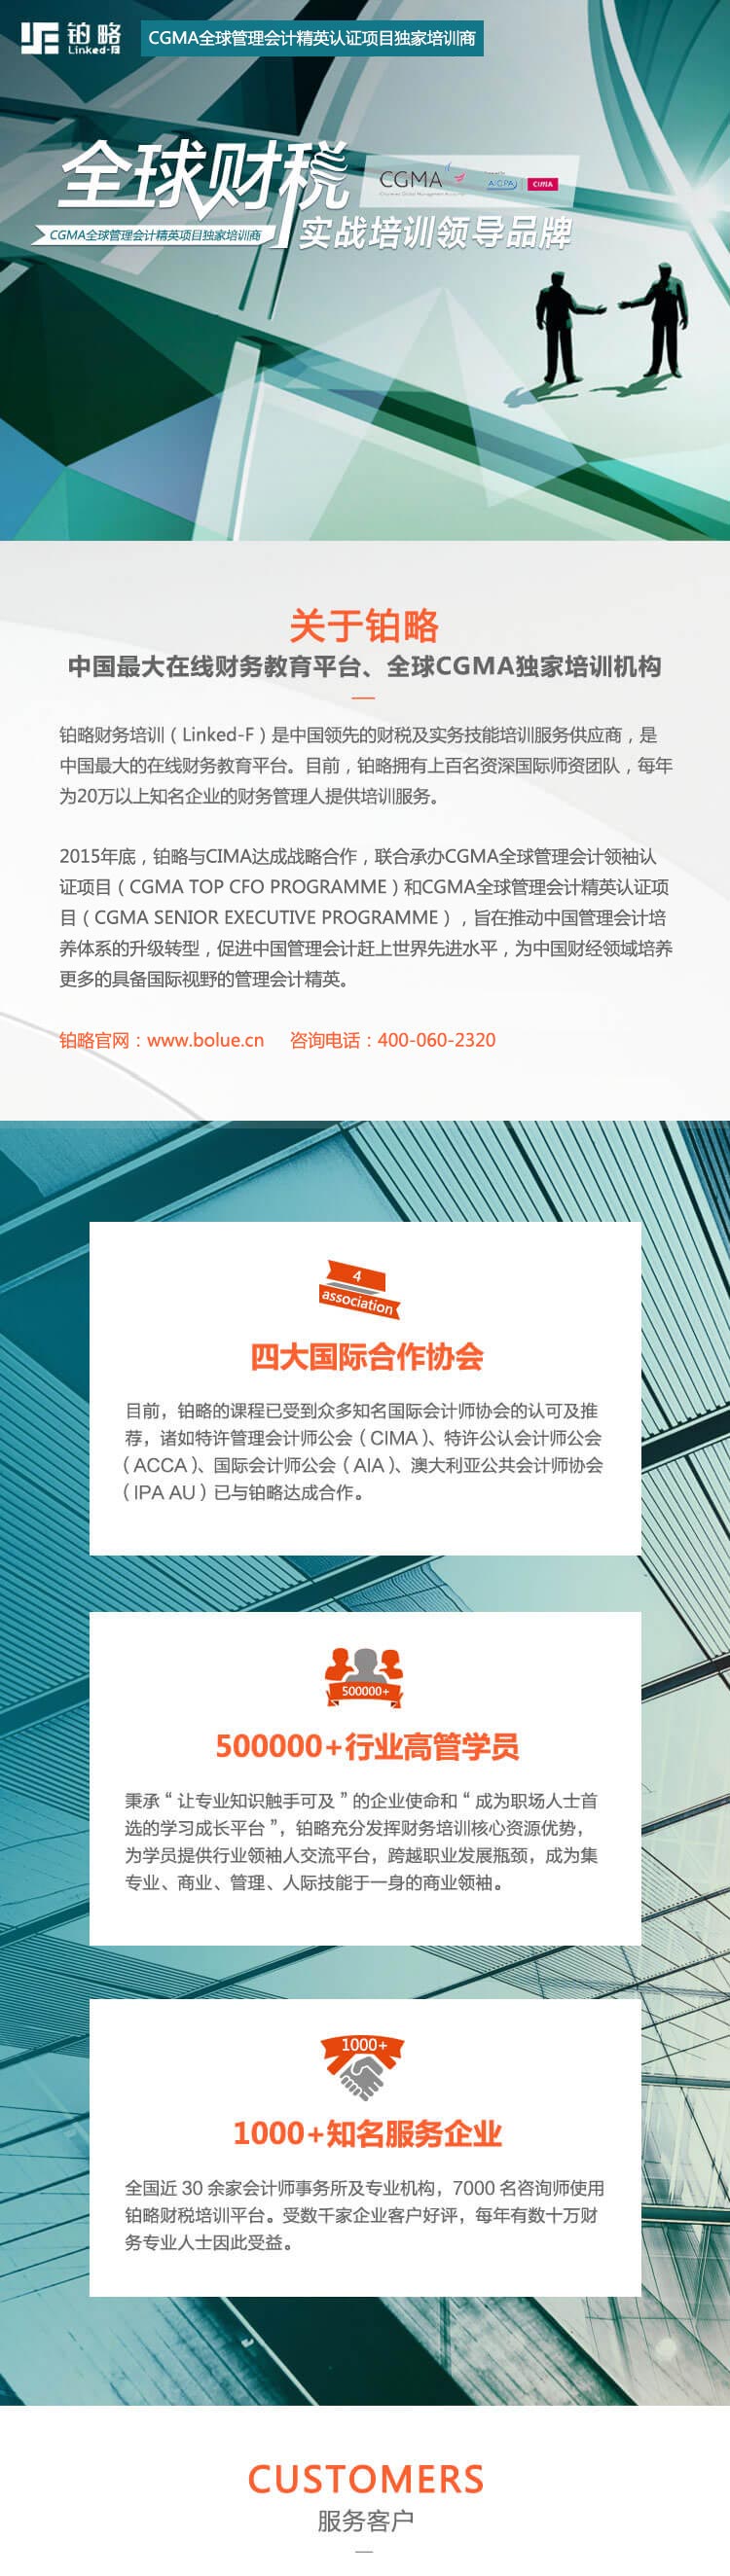 铂略
Linked-F
CGMA全球管理会计精英认证项目独家培训商
全球财税
CGMA
AICPA
CIMA
CGMA全球管理会计精英项目独家培训商
实战培训领导品牌
关于铂略
中国最大在线财务教育平台、全球CGMA独家培训机构
铂略财务培训（Linked-F）是中国领先的财税及实务技能培训服务供应商，是
中国最大的在线财务教育平台。目前，铂略拥有上百名资深国际师资团队，每年
为20万以上知名企业的财务管理人提供培训服务。
2015年底，铂略与CIMA达成战略合作，联合承办CGMA全球管理会计领袖认
证项目（CGMA TOP CFO PROGRAMME）和CGMA全球管理会计精英认证项
目（CGMA SENIOR EXECUTIVE PROGRAMME），旨在推动中国管理会计培
养体系的升级转型，促进中国管理会计赶上世界先进水平，为中国财经领域培养
更多的具备国际视野的管理会计精英。
铂略官网：www.bolue.cn 咨询电话：400-060-2320
4
association
四大国际合作协会
目前，铂略的课程已受到众多知名国际会计师协会的认可及推
荐，诸如特许管理会计师公会（CIMA）、特许公认会计师公会
（ACCA）、国际会计师公会（AIA）、澳大利亚公共会计师协会
（IPA AU）已与铂略达成合作。
500000+
500000+行业高管学员
秉承“让专业知识触手可及”的企业使命和“成为职场人士首
选的学习成长平台”，铂略充分发挥财务培训核心资源优势，
为学员提供行业领袖人交流平台，跨越职业发展瓶颈，成为集
专业、商业、管理、人际技能于一身的商业领袖。
1000+
1000+知名服务企业
全国近 30 余家会计师事务所及专业机构，7000 名咨询师使用
铂略财税培训平台。受数千家企业客户好评，每年有数十万财
务专业人士因此受益。
CUSTOMERS
服务客户